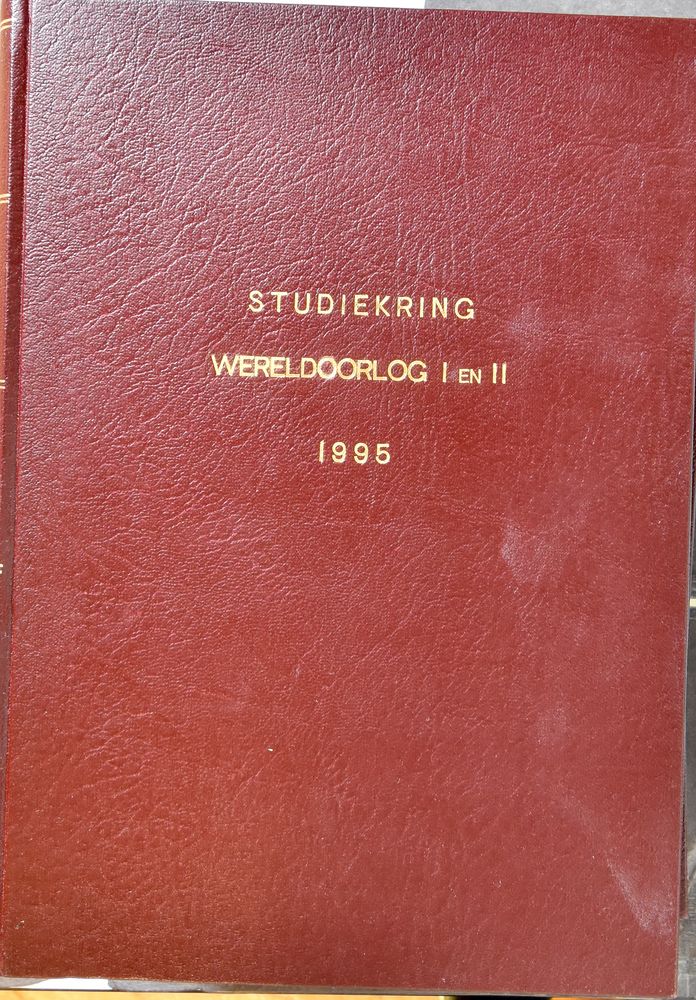 STUDIEKRING
WERELDOORLOG I EN II
1995